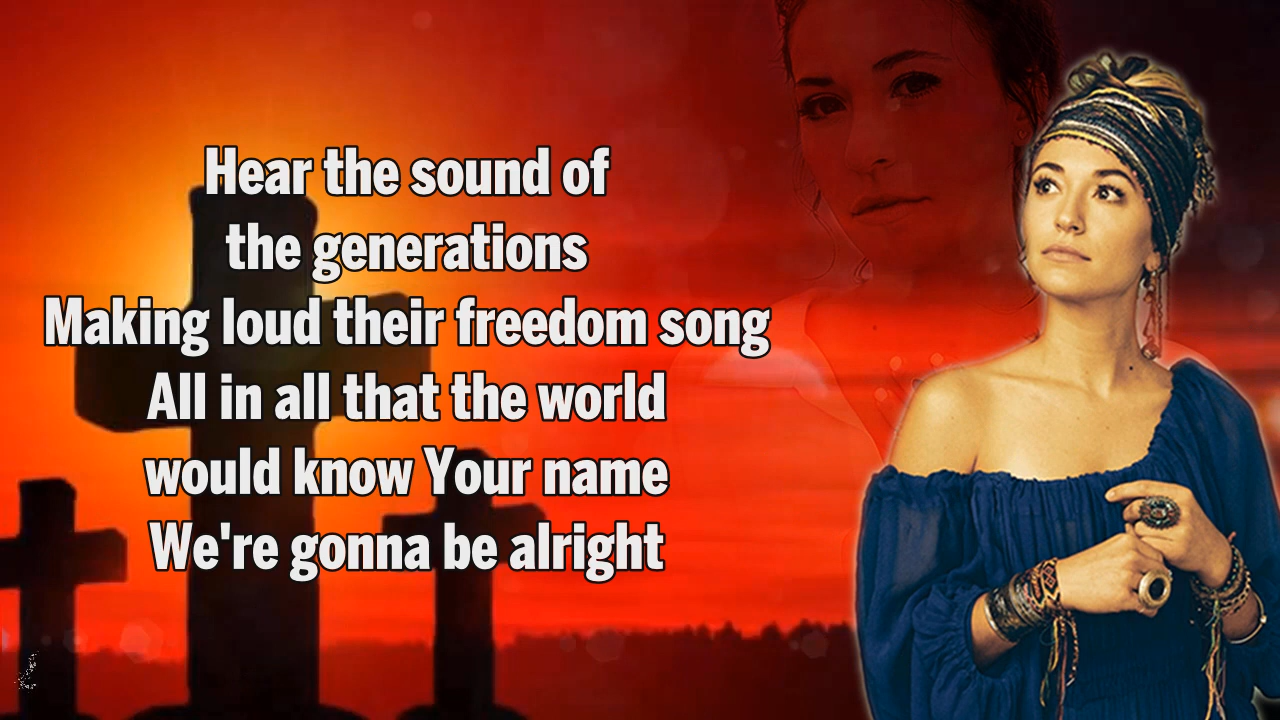 Hear the sound of
the generations
Making loud their freedom song
All in all that the world
would know Your name
We're gonna be alright